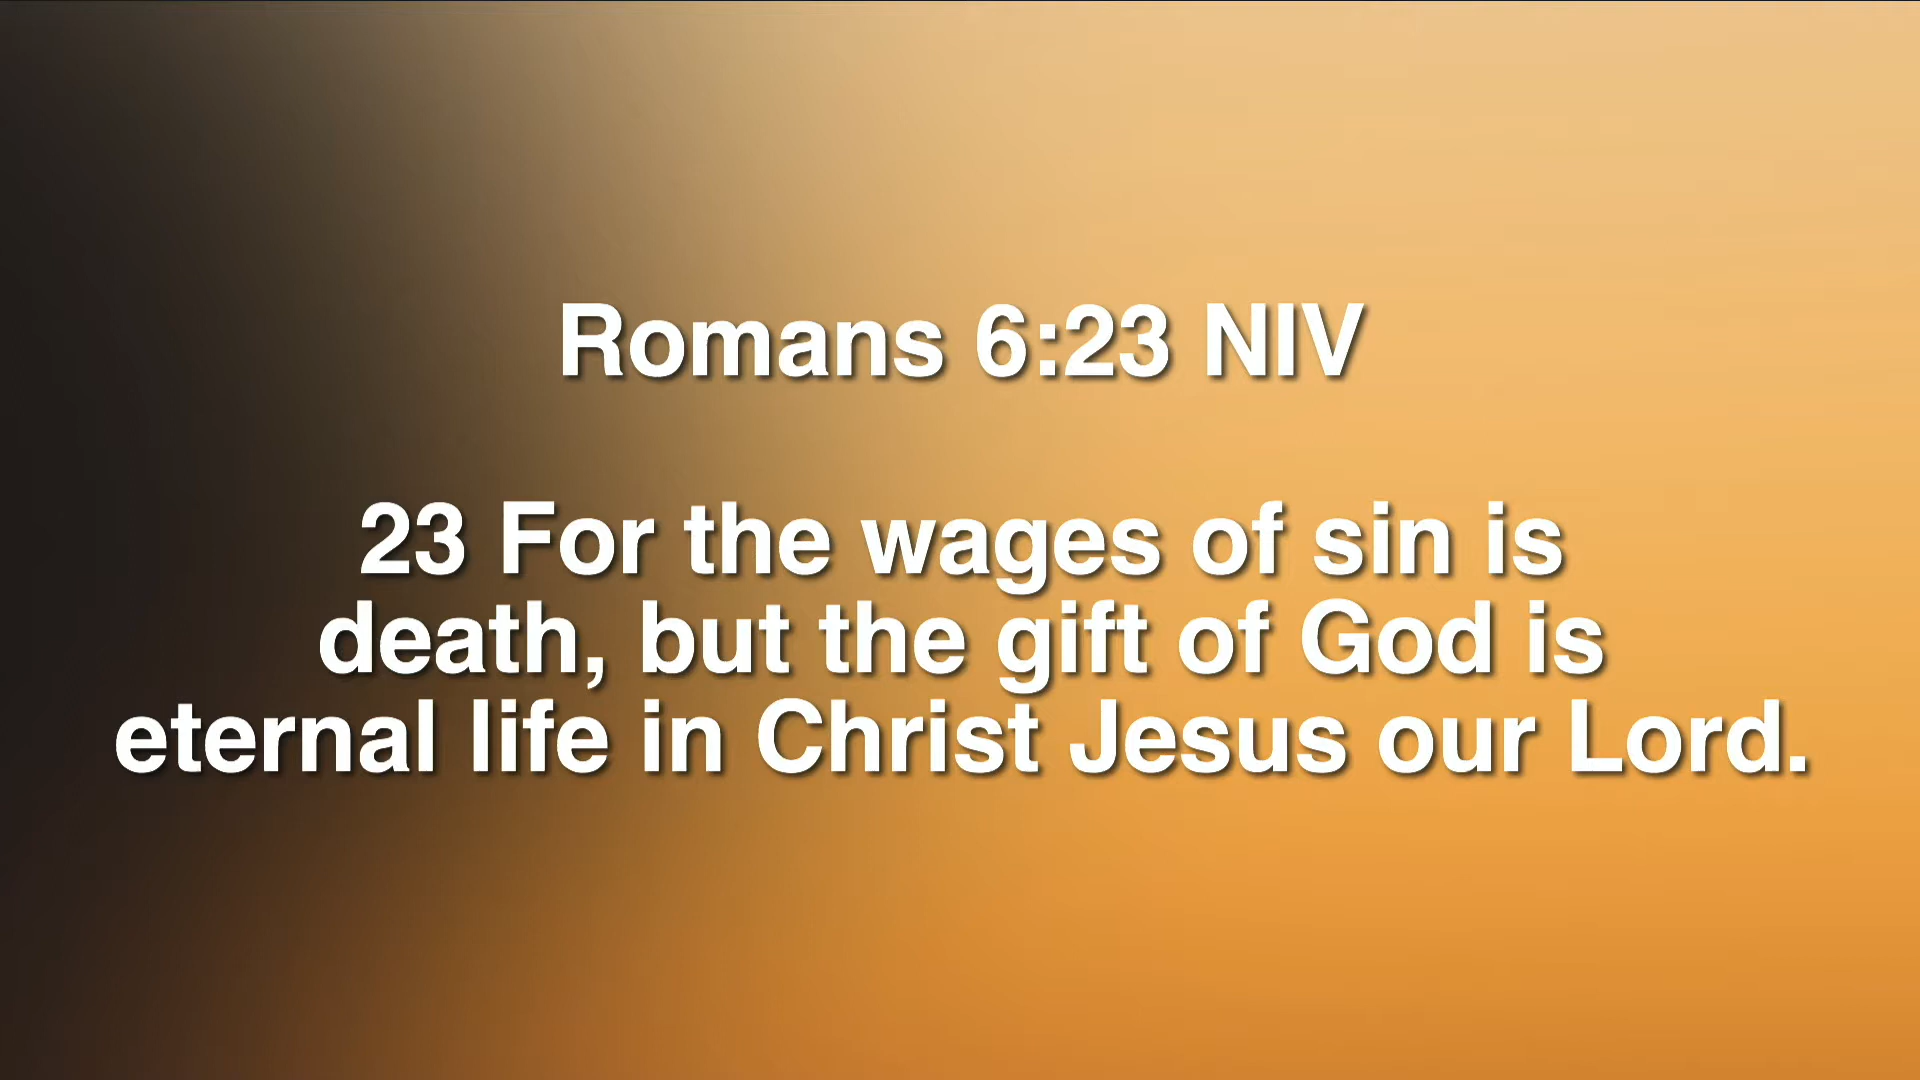 Romans 6:23 NIV
23 For the wages of sin is
death, but the gift of God is
eternal life in Christ Jesus our Lord.